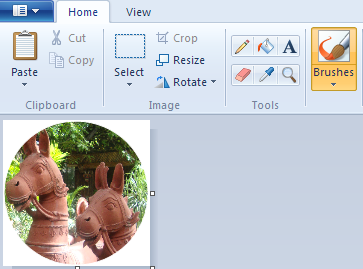 Home View
Paste
Cut
Copy
Clipboard
Select
Crop
Resize
Rotate
Image
A
Tools
Brushes